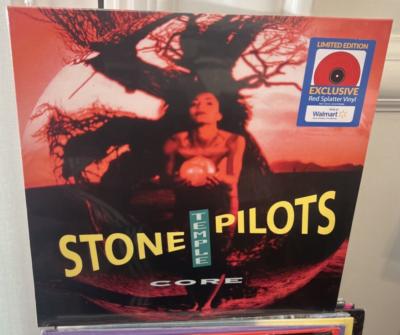 LIMITED EDITION
EXCLUSIVE
Red Splatter Vinyl
Walmart
STONE TEMPLE PILOTS
CORE